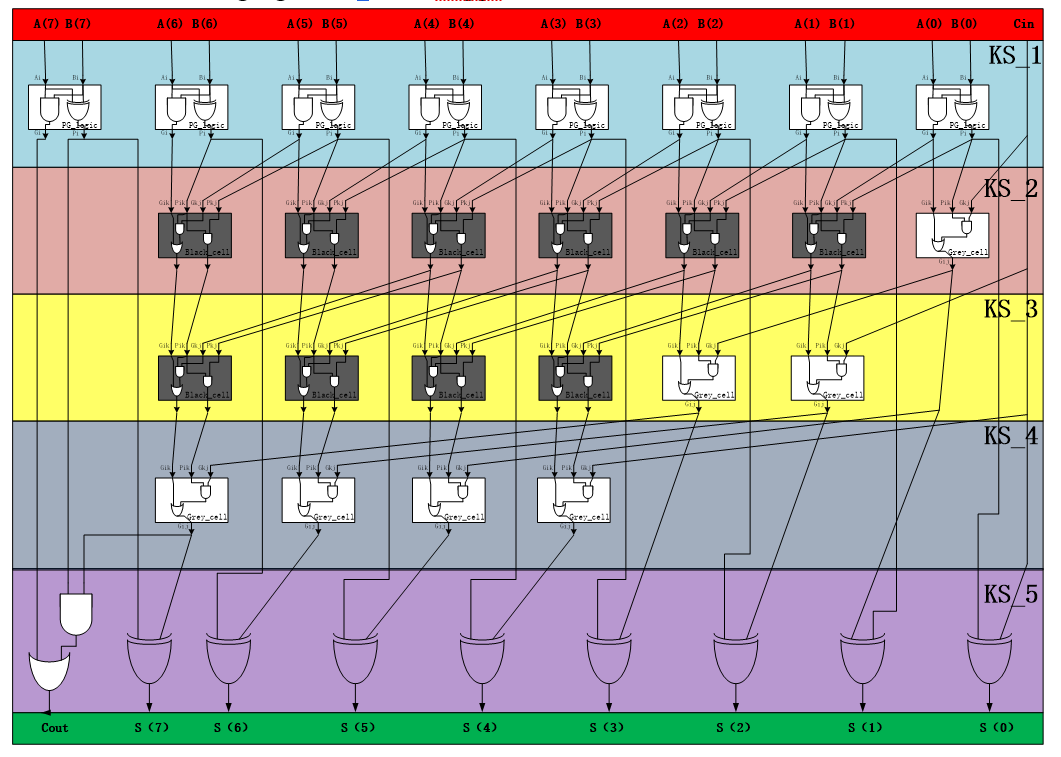 A(7) B(7) A(6) B(6) A(5) B(5) A(4) B(4) A(3) B(3) A(2) B(2) A(1) B(1) A(0) B(0) Cin
KS_1
Ai Bi Ai Bi Ai Bi Ai Bi Ai Bi Ai Bi Ai Bi Ai Bi
PG_Logic PG_Logic PG_Logic PG_Logic PG_Logic PG_Logic PG_Logic PG_Logic
Gi Pi Gi Pi Gi Pi Gi Pi Gi Pi Gi Pi Gi Pi Gi Pi
KS_2
Gik Pik Gkj Pkj Gik Pik Gkj Pkj Gik Pik Gkj Pkj Gik Pik Gkj Pkj Gik Pik Gkj Pkj Gik Pik Gkj Pkj Gik Pik Gkj
Black_cell Black_cell Black_cell Black_cell Black_cell Black_cell Grey_cell
Gij
KS_3
Gik Pik Gkj Pkj Gik Pik Gkj Pkj Gik Pik Gkj Pkj Gik Pik Gkj Pkj Gik Pik Gkj Gik Pik Gkj
Black_cell Black_cell Black_cell Black_cell Grey_cell Grey_cell
Gij Gij
KS_4
Gik Pik Gkj Gik Pik Gkj Gik Pik Gkj Gik Pik Gkj
Grey_cell Grey_cell Grey_cell Grey_cell
Gij Gij Gij Gij
KS_5
Cout S(7) S(6) S(5) S(4) S(3) S(2) S(1) S(0)